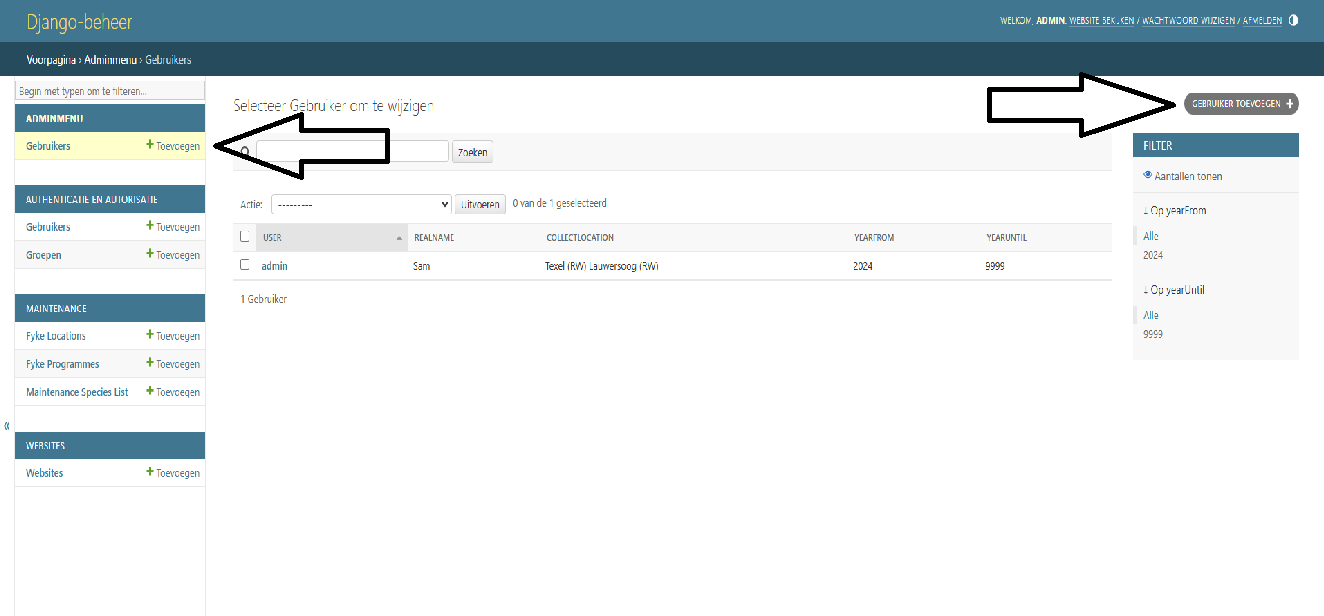 Django-beheer
WELKOM, ADMIN. WEBSITE BEKIJKEN / WACHTWOORD WIJZIGEN / AFMELDEN
Voorpagina › Adminmenu › Gebruikers
Begin met typen om te filteren...
ADMINMENU
Gebruikers + Toevoegen
AUTHENTICATIE EN AUTORISATIE
Gebruikers + Toevoegen
Groepen + Toevoegen
MAINTENANCE
Fyke Locations + Toevoegen
Fyke Programmes + Toevoegen
Maintenance Species List + Toevoegen
«
WEBSITES
Websites + Toevoegen
Selecteer Gebruiker om te wijzigen
GEBRUIKER TOEVOEGEN +
Zoeken
Actie: --------- Uitvoeren 0 van de 1 geselecteerd
USER REALNAME COLLECTLOCATION YEARFROM YEARUNTIL
admin Sam Texel (RW) Lauwersoog (RW) 2024 9999
1 Gebruiker
FILTER
Aantallen tonen
↓ Op yearFrom
Alle
2024
↓ Op yearUntil
Alle
9999